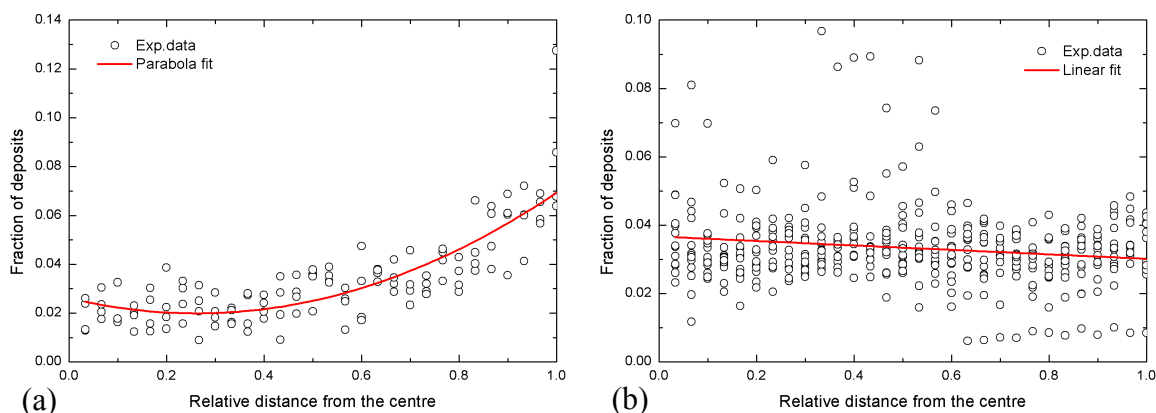 0.14
0.12
0.10
0.08
0.06
0.04
0.02
0.00
Fraction of deposits
Exp.data
Parabola fit
0.0 0.2 0.4 0.6 0.8 1.0
(a) Relative distance from the centre
0.10
0.08
0.06
0.04
0.02
0.00
Fraction of deposits
Exp.data
Linear fit
0.0 0.2 0.4 0.6 0.8 1.0
(b) Relative distance from the centre